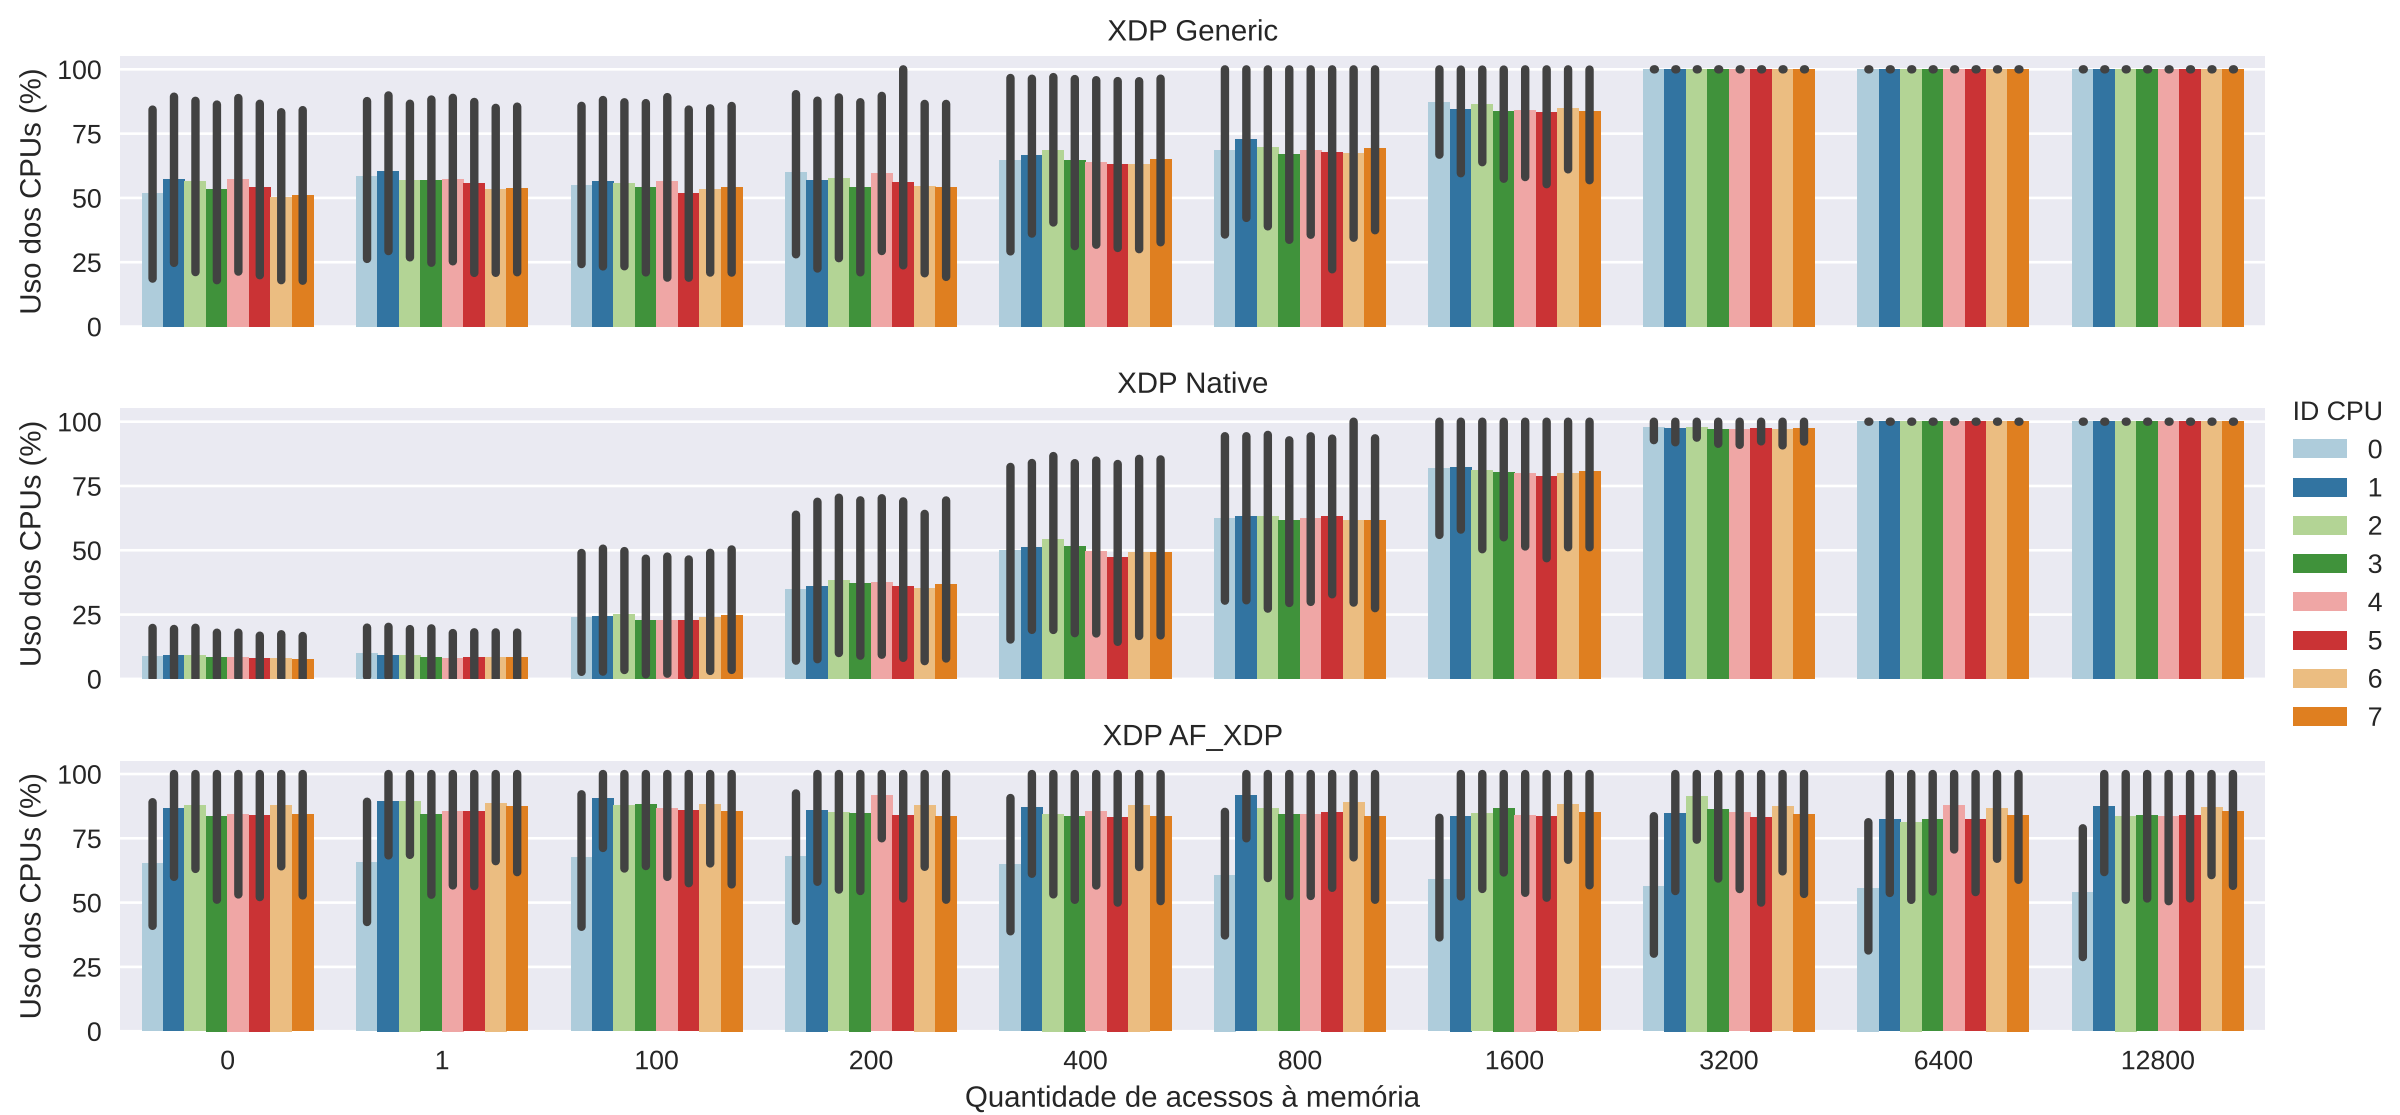 XDP Generic
Uso dos CPUs (%)
100
75
50
25
0
XDP Native
Uso dos CPUs (%)
100
75
50
25
0
ID CPU
0
1
2
3
4
5
6
7
XDP AF_XDP
Uso dos CPUs (%)
100
75
50
25
0
0 1 100 200 400 800 1600 3200 6400 12800
Quantidade de acessos à memória